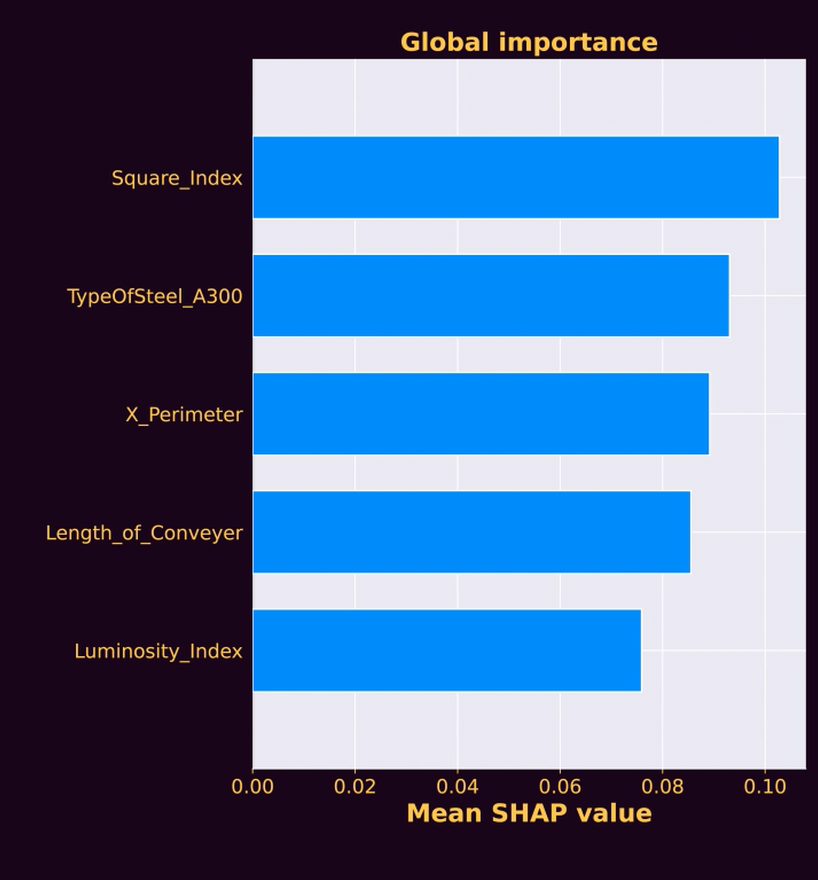 Global importance
Square_Index
TypeOfSteel_A300
X_Perimeter
Length_of_Conveyer
Luminosity_Index
0.00 0.02 0.04 0.06 0.08 0.10
Mean SHAP value